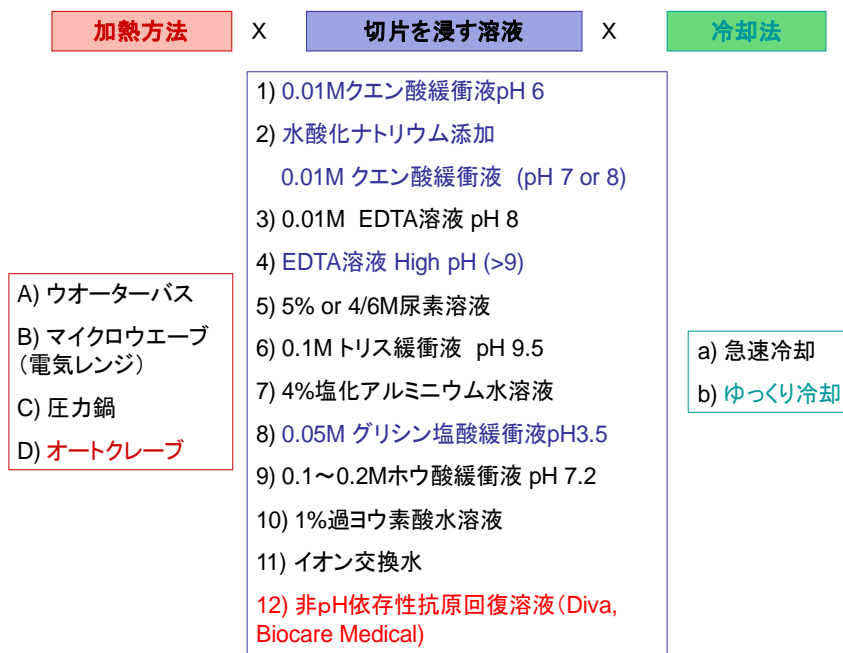 加熱方法 X 切片を浸す溶液 X 冷却法
A) ウオーターバス
B) マイクロウエーブ
(電気レンジ)
C) 圧力鍋
D) オートクレーブ
1) 0.01Mクエン酸緩衝液pH 6
2) 水酸化ナトリウム添加
0.01M クエン酸緩衝液 (pH 7 or 8)
3) 0.01M EDTA溶液 pH 8
4) EDTA溶液 High pH (>9)
5) 5% or 4/6M尿素溶液
6) 0.1Mトリス緩衝液 pH 9.5
7) 4%塩化アルミニウム水溶液
8) 0.05M グリシン塩酸緩衝液pH3.5
9) 0.1～0.2Mホウ酸緩衝液 pH 7.2
10) 1%過ヨウ素酸水溶液
11) イオン交換水
12) 非pH依存性抗原回復溶液(Diva,
Biocare Medical)
a) 急速冷却
b) ゆっくり冷却